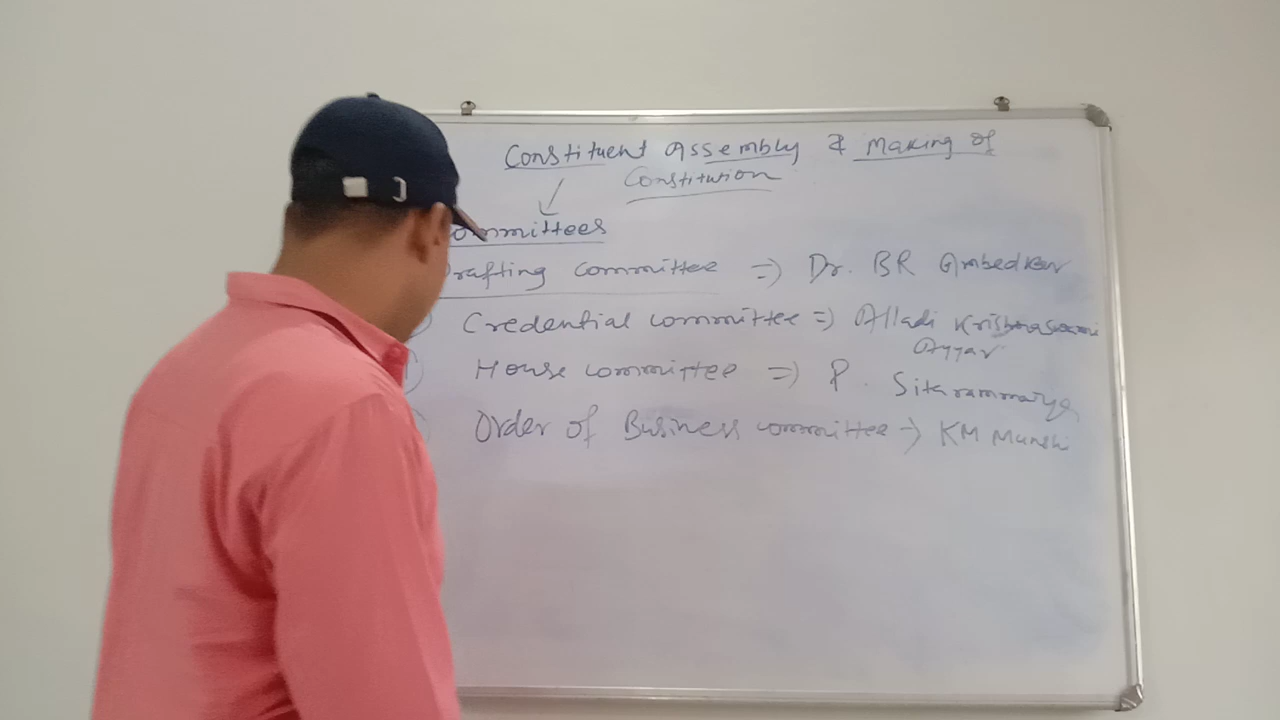 Constituent Assembly & Making of
Constitution
ommittees
rafting committee => Dr. BR Ambedkar
) Credential committee => Alladi Krishnaswami
Ayyar
) House committee => P. Sitarammayya
) Order of Business committee -> KM Munshi